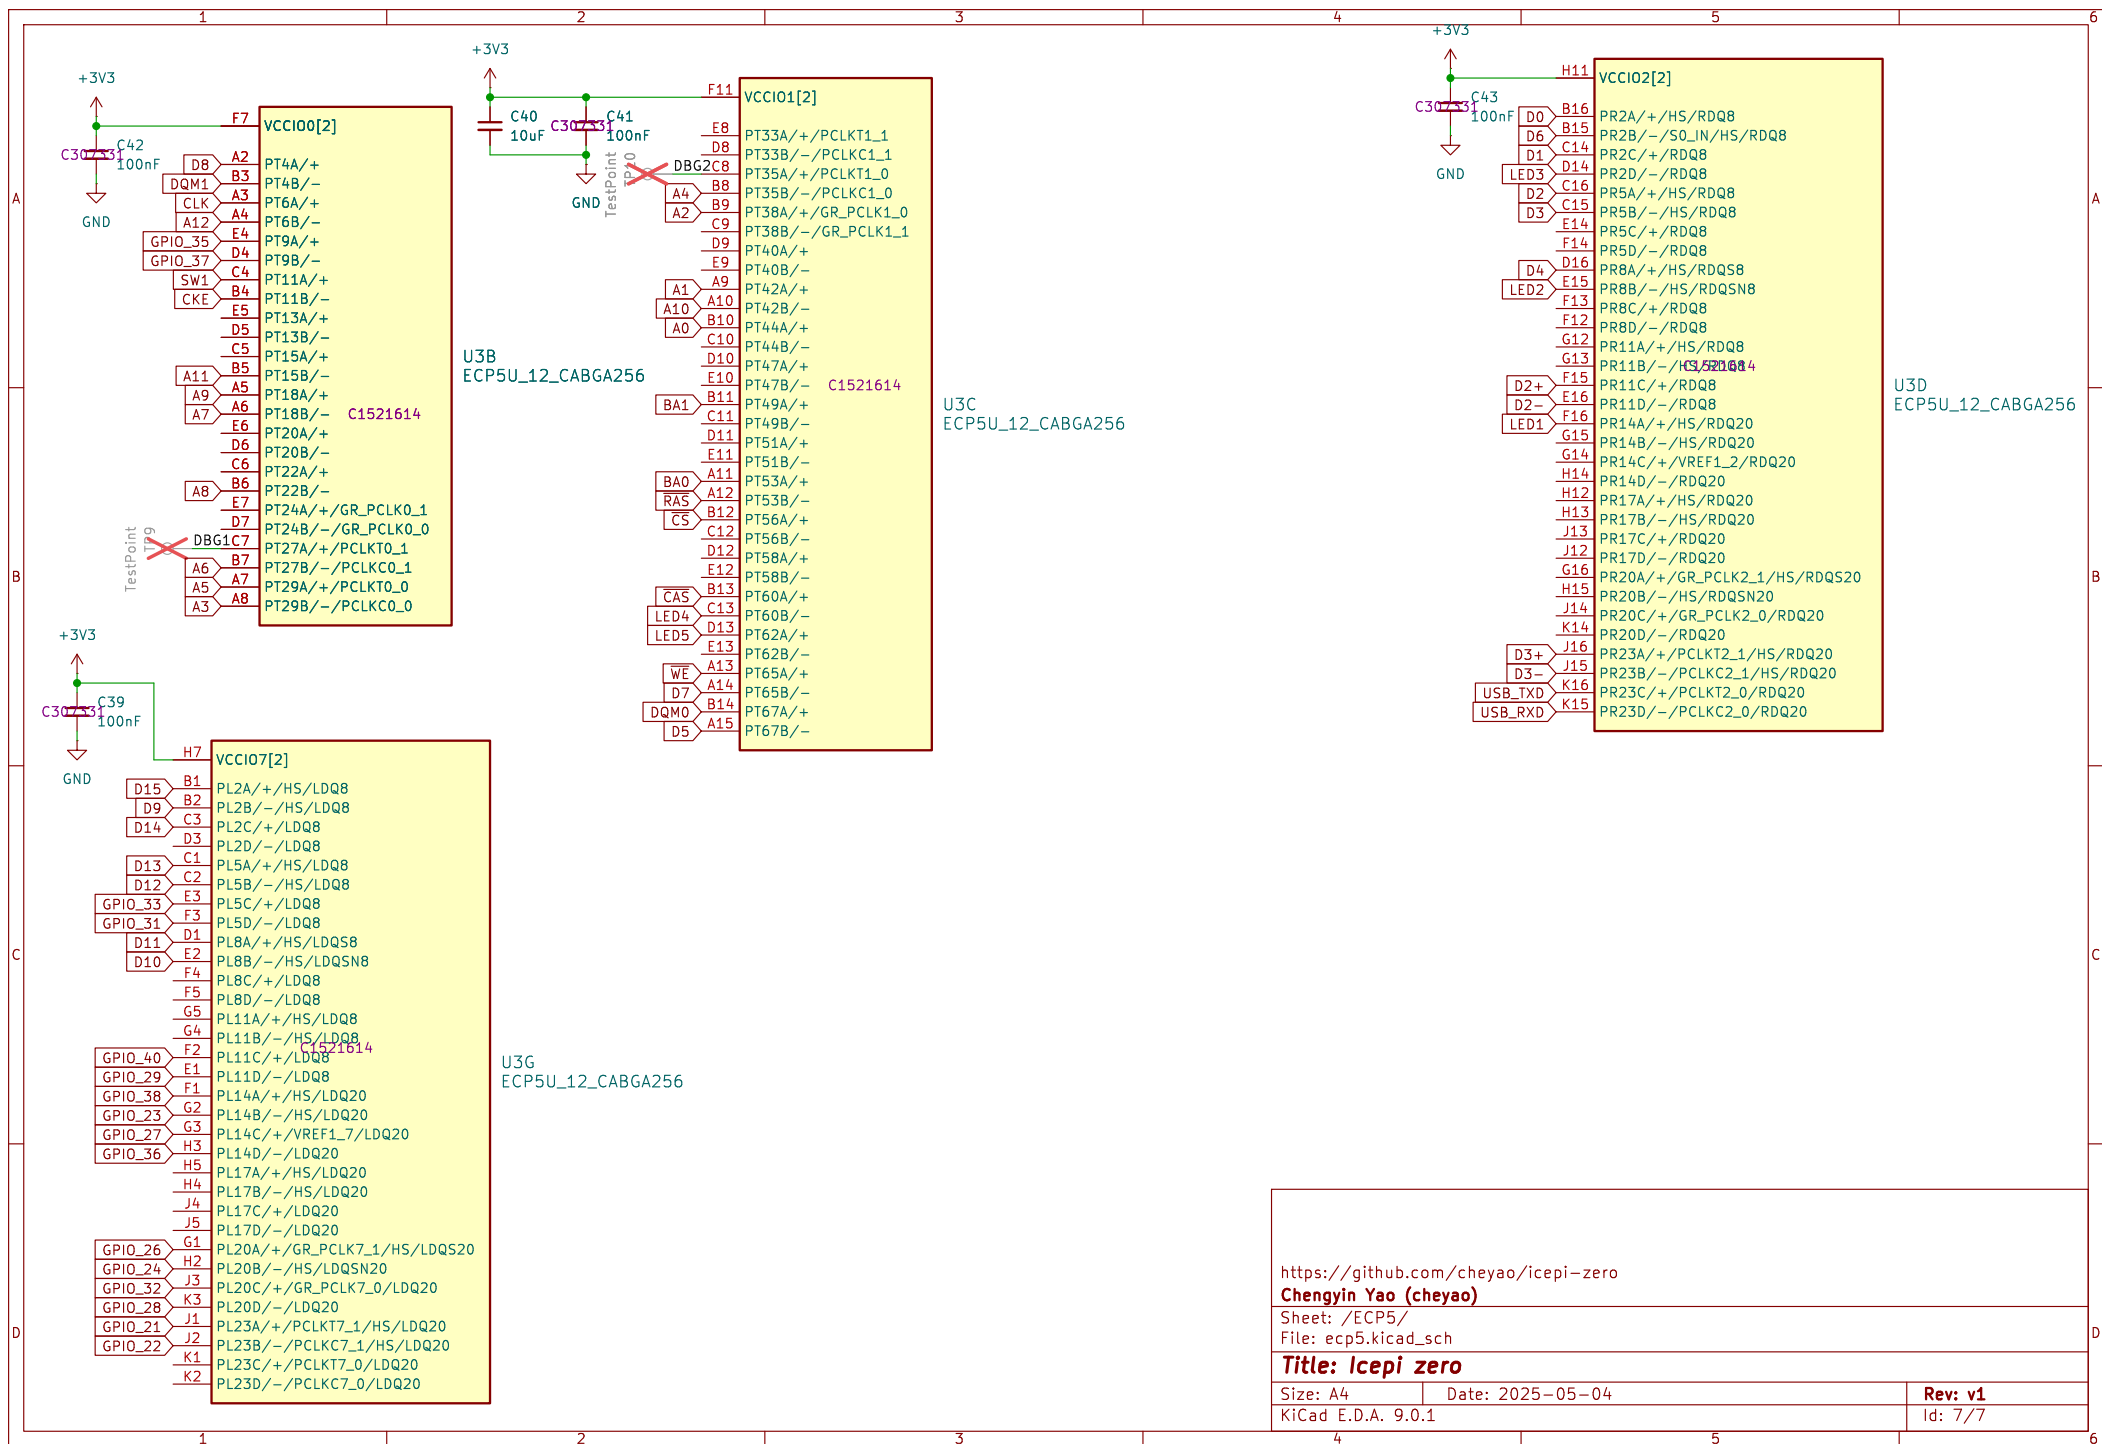 1 2 3 4 5 6
A
B
C
D
+3V3
C42
C307331
100nF
GND
F7 VCCIO0[2]
D8 A2 PT4A/+
DQM1 B3 PT4B/-
CLK A3 PT6A/+
A12 A4 PT6B/-
GPIO_35 E4 PT9A/+
GPIO_37 D4 PT9B/-
SW1 C4 PT11A/+
CKE B4 PT11B/-
E5 PT13A/+
D5 PT13B/-
C5 PT15A/+
A11 B5 PT15B/-
A9 A5 PT18A/+
A7 A6 PT18B/-
E6 PT20A/+
D6 PT20B/-
C6 PT22A/+
A8 B6 PT22B/-
E7 PT24A/+/GR_PCLK0_1
D7 PT24B/-/GR_PCLK0_0
TestPoint TP9 DBG1 C7 PT27A/+/PCLKT0_1
A6 B7 PT27B/-/PCLKC0_1
A5 A7 PT29A/+/PCLKT0_0
A3 A8 PT29B/-/PCLKC0_0
C1521614
U3B
ECP5U_12_CABGA256
+3V3
C40
10uF
C307331
C41
100nF
GND
F11 VCCIO1[2]
E8 PT33A/+/PCLKT1_1
D8 PT33B/-/PCLKC1_1
TestPoint TP10 DBG2 C8 PT35A/+/PCLKT1_0
A4 B8 PT35B/-/PCLKC1_0
A2 B9 PT38A/+/GR_PCLK1_0
C9 PT38B/-/GR_PCLK1_1
D9 PT40A/+
E9 PT40B/-
A1 A9 PT42A/+
A10 A10 PT42B/-
A0 B10 PT44A/+
C10 PT44B/-
D10 PT47A/+
E10 PT47B/-
BA1 B11 PT49A/+
C11 PT49B/-
D11 PT51A/+
E11 PT51B/-
BA0 A11 PT53A/+
RAS A12 PT53B/-
CS B12 PT56A/+
C12 PT56B/-
D12 PT58A/+
E12 PT58B/-
CAS B13 PT60A/+
LED4 C13 PT60B/-
LED5 D13 PT62A/+
E13 PT62B/-
WE A13 PT65A/+
D7 A14 PT65B/-
DQM0 B14 PT67A/+
D5 A15 PT67B/-
C1521614
U3C
ECP5U_12_CABGA256
+3V3
C43
C307331
100nF
GND
H11 VCCIO2[2]
D0 B16 PR2A/+/HS/RDQ8
D6 B15 PR2B/-/S0_IN/HS/RDQ8
D1 C14 PR2C/+/RDQ8
LED3 D14 PR2D/-/RDQ8
D2 C16 PR5A/+/HS/RDQ8
D3 C15 PR5B/-/HS/RDQ8
E14 PR5C/+/RDQ8
F14 PR5D/-/RDQ8
D4 D16 PR8A/+/HS/RDQS8
LED2 E15 PR8B/-/HS/RDQSN8
F13 PR8C/+/RDQ8
F12 PR8D/-/RDQ8
G12 PR11A/+/HS/RDQ8
G13 PR11B/-/HS/RDQ8
D2+ F15 PR11C/+/RDQ8
D2- E16 PR11D/-/RDQ8
LED1 F16 PR14A/+/HS/RDQ20
G15 PR14B/-/HS/RDQ20
G14 PR14C/+/VREF1_2/RDQ20
H14 PR14D/-/RDQ20
H12 PR17A/+/HS/RDQ20
H13 PR17B/-/HS/RDQ20
J13 PR17C/+/RDQ20
J12 PR17D/-/RDQ20
G16 PR20A/+/GR_PCLK2_1/HS/RDQS20
H15 PR20B/-/HS/RDQSN20
J14 PR20C/+/GR_PCLK2_0/RDQ20
K14 PR20D/-/RDQ20
D3+ J16 PR23A/+/PCLKT2_1/HS/RDQ20
D3- J15 PR23B/-/PCLKC2_1/HS/RDQ20
USB_TXD K16 PR23C/+/PCLKT2_0/RDQ20
USB_RXD K15 PR23D/-/PCLKC2_0/RDQ20
C1521614
U3D
ECP5U_12_CABGA256
+3V3
C39
C307331
100nF
GND
H7 VCCIO7[2]
D15 B1 PL2A/+/HS/LDQ8
D9 B2 PL2B/-/HS/LDQ8
D14 C3 PL2C/+/LDQ8
D3 PL2D/-/LDQ8
D13 C1 PL5A/+/HS/LDQ8
D12 C2 PL5B/-/HS/LDQ8
GPIO_33 E3 PL5C/+/LDQ8
GPIO_31 F3 PL5D/-/LDQ8
D11 D1 PL8A/+/HS/LDQS8
D10 E2 PL8B/-/HS/LDQSN8
F4 PL8C/+/LDQ8
F5 PL8D/-/LDQ8
G5 PL11A/+/HS/LDQ8
G4 PL11B/-/HS/LDQ8
GPIO_40 F2 PL11C/+/LDQ8
GPIO_29 E1 PL11D/-/LDQ8
GPIO_38 F1 PL14A/+/HS/LDQ20
GPIO_23 G2 PL14B/-/HS/LDQ20
GPIO_27 G3 PL14C/+/VREF1_7/LDQ20
GPIO_36 H3 PL14D/-/LDQ20
H5 PL17A/+/HS/LDQ20
H4 PL17B/-/HS/LDQ20
J4 PL17C/+/LDQ20
J5 PL17D/-/LDQ20
GPIO_26 G1 PL20A/+/GR_PCLK7_1/HS/LDQS20
GPIO_24 H2 PL20B/-/HS/LDQSN20
GPIO_32 J3 PL20C/+/GR_PCLK7_0/LDQ20
GPIO_28 K3 PL20D/-/LDQ20
GPIO_21 J1 PL23A/+/PCLKT7_1/HS/LDQ20
GPIO_22 J2 PL23B/-/PCLKC7_1/HS/LDQ20
K1 PL23C/+/PCLKT7_0/LDQ20
K2 PL23D/-/PCLKC7_0/LDQ20
C1521614
U3G
ECP5U_12_CABGA256
https://github.com/cheyao/icepi-zero
Chengyin Yao (cheyao)
Sheet: /ECP5/
File: ecp5.kicad_sch
Title: Icepi zero
Size: A4 Date: 2025-05-04 Rev: v1
KiCad E.D.A. 9.0.1 Id: 7/7
A
B
C
D
1 2 3 4 5 6